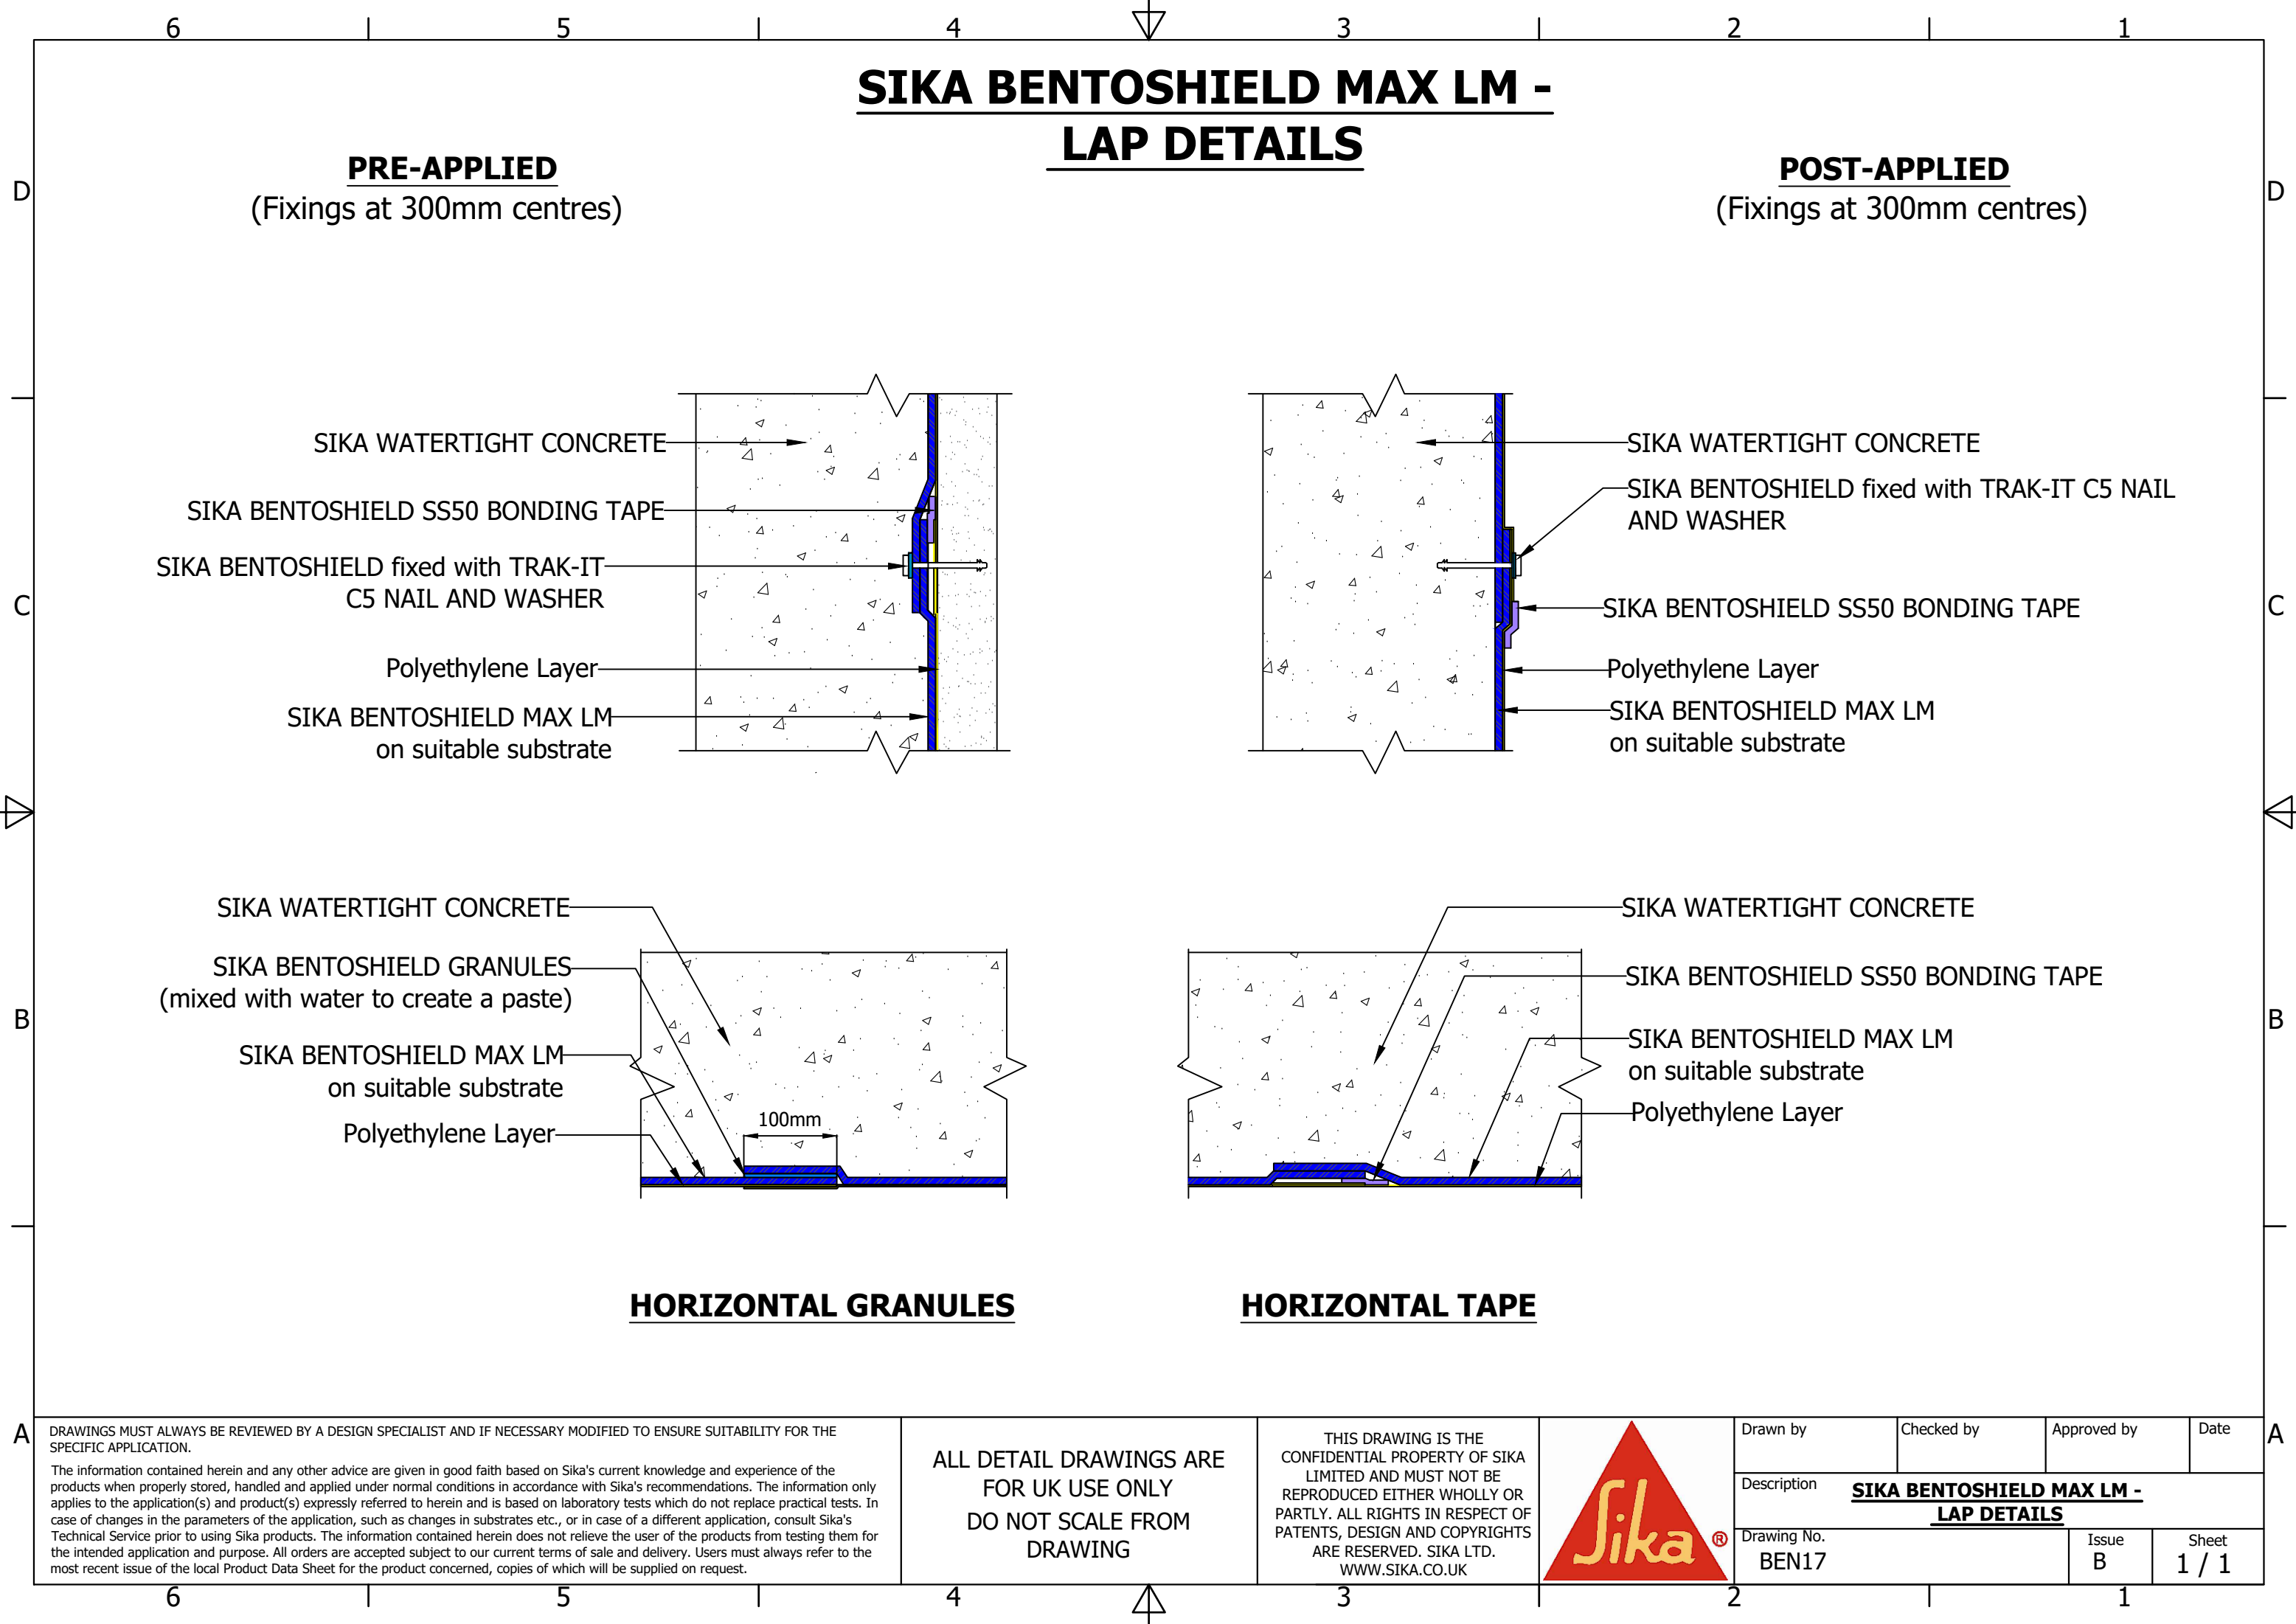 6 5 4 3 2 1
SIKA BENTOSHIELD MAX LM -
LAP DETAILS
PRE-APPLIED
(Fixings at 300mm centres)
POST-APPLIED
(Fixings at 300mm centres)
D
D
SIKA WATERTIGHT CONCRETE
SIKA BENTOSHIELD SS50 BONDING TAPE
SIKA BENTOSHIELD fixed with TRAK-IT
C5 NAIL AND WASHER
Polyethylene Layer
SIKA BENTOSHIELD MAX LM
on suitable substrate
SIKA WATERTIGHT CONCRETE
SIKA BENTOSHIELD fixed with TRAK-IT C5 NAIL
AND WASHER
SIKA BENTOSHIELD SS50 BONDING TAPE
Polyethylene Layer
SIKA BENTOSHIELD MAX LM
on suitable substrate
C
C
SIKA WATERTIGHT CONCRETE
SIKA BENTOSHIELD GRANULES
(mixed with water to create a paste)
SIKA BENTOSHIELD MAX LM
on suitable substrate
Polyethylene Layer
100mm
SIKA WATERTIGHT CONCRETE
SIKA BENTOSHIELD SS50 BONDING TAPE
SIKA BENTOSHIELD MAX LM
on suitable substrate
Polyethylene Layer
B
B
HORIZONTAL GRANULES
HORIZONTAL TAPE
A
A
DRAWINGS MUST ALWAYS BE REVIEWED BY A DESIGN SPECIALIST AND IF NECESSARY MODIFIED TO ENSURE SUITABILITY FOR THE
SPECIFIC APPLICATION.
The information contained herein and any other advice are given in good faith based on Sika's current knowledge and experience of the
products when properly stored, handled and applied under normal conditions in accordance with Sika's recommendations. The information only
applies to the application(s) and product(s) expressly referred to herein and is based on laboratory tests which do not replace practical tests. In
case of changes in the parameters of the application, such as changes in substrates etc., or in case of a different application, consult Sika's
Technical Service prior to using Sika products. The information contained herein does not relieve the user of the products from testing them for
the intended application and purpose. All orders are accepted subject to our current terms of sale and delivery. Users must always refer to the
most recent issue of the local Product Data Sheet for the product concerned, copies of which will be supplied on request.
ALL DETAIL DRAWINGS ARE
FOR UK USE ONLY
DO NOT SCALE FROM
DRAWING
THIS DRAWING IS THE
CONFIDENTIAL PROPERTY OF SIKA
LIMITED AND MUST NOT BE
REPRODUCED EITHER WHOLLY OR
PARTLY. ALL RIGHTS IN RESPECT OF
PATENTS, DESIGN AND COPYRIGHTS
ARE RESERVED. SIKA LTD.
WWW.SIKA.CO.UK
Sika ®
Drawn by
Checked by
Approved by
Date
Description
SIKA BENTOSHIELD MAX LM -
LAP DETAILS
Drawing No.
BEN17
Issue
B
Sheet
1 / 1
6 5 4 3 2 1